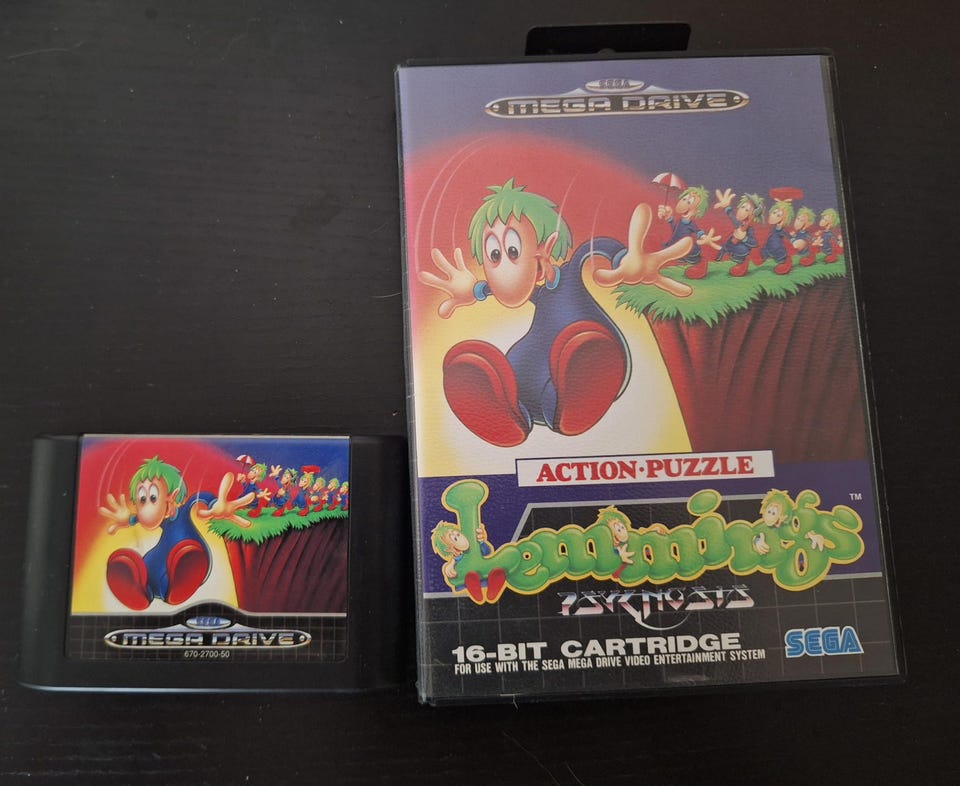 SEGA
MEGA DRIVE
ACTION·PUZZLE
Lemmings
TM
PSYGNOSIS
16-BIT CARTRIDGE
FOR USE WITH THE SEGA MEGA DRIVE VIDEO ENTERTAINMENT SYSTEM
SEGA
SEGA
MEGA DRIVE
670-2700-50